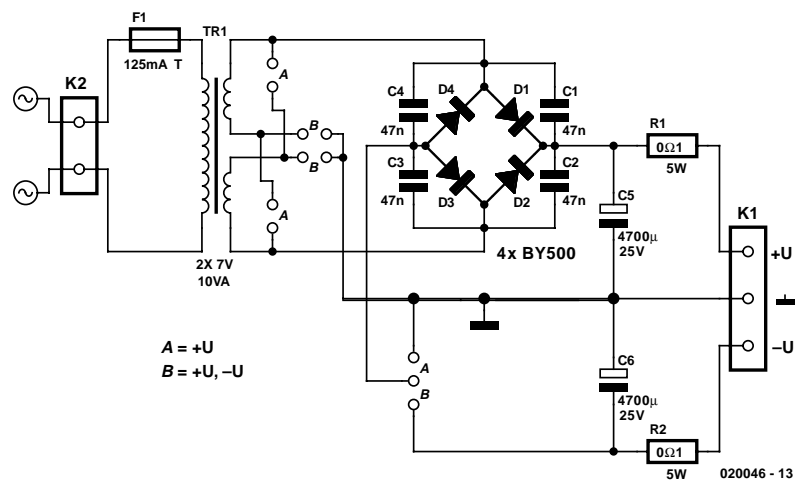 F1
125mA T
TR1
K2
A
B
B
A
2X 7V
10VA
C4
47n
D4
D1
C1
47n
C3
47n
D3
D2
C2
47n
4x BY500
R1
0Ω1
5W
C5
4700µ
25V
K1
+U
–U
A = +U
B = +U, –U
A
B
C6
4700µ
25V
R2
0Ω1
5W
020046 - 13